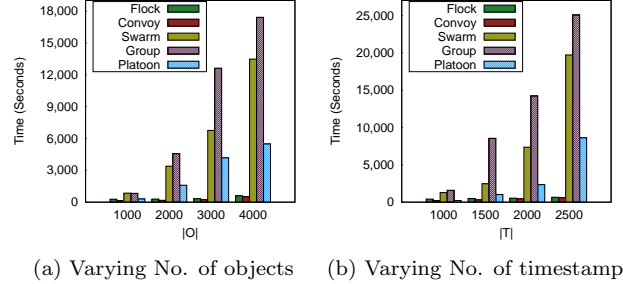 Flock
Convoy
Swarm
Group
Platoon
18,000
15,000
12,000
9,000
6,000
3,000
0
Time (Seconds)
1000 2000 3000 4000
|O|
(a) Varying No. of objects
Flock
Convoy
Swarm
Group
Platoon
25,000
20,000
15,000
10,000
5,000
0
Time (Seconds)
1000 1500 2000 2500
|T|
(b) Varying No. of timestamp